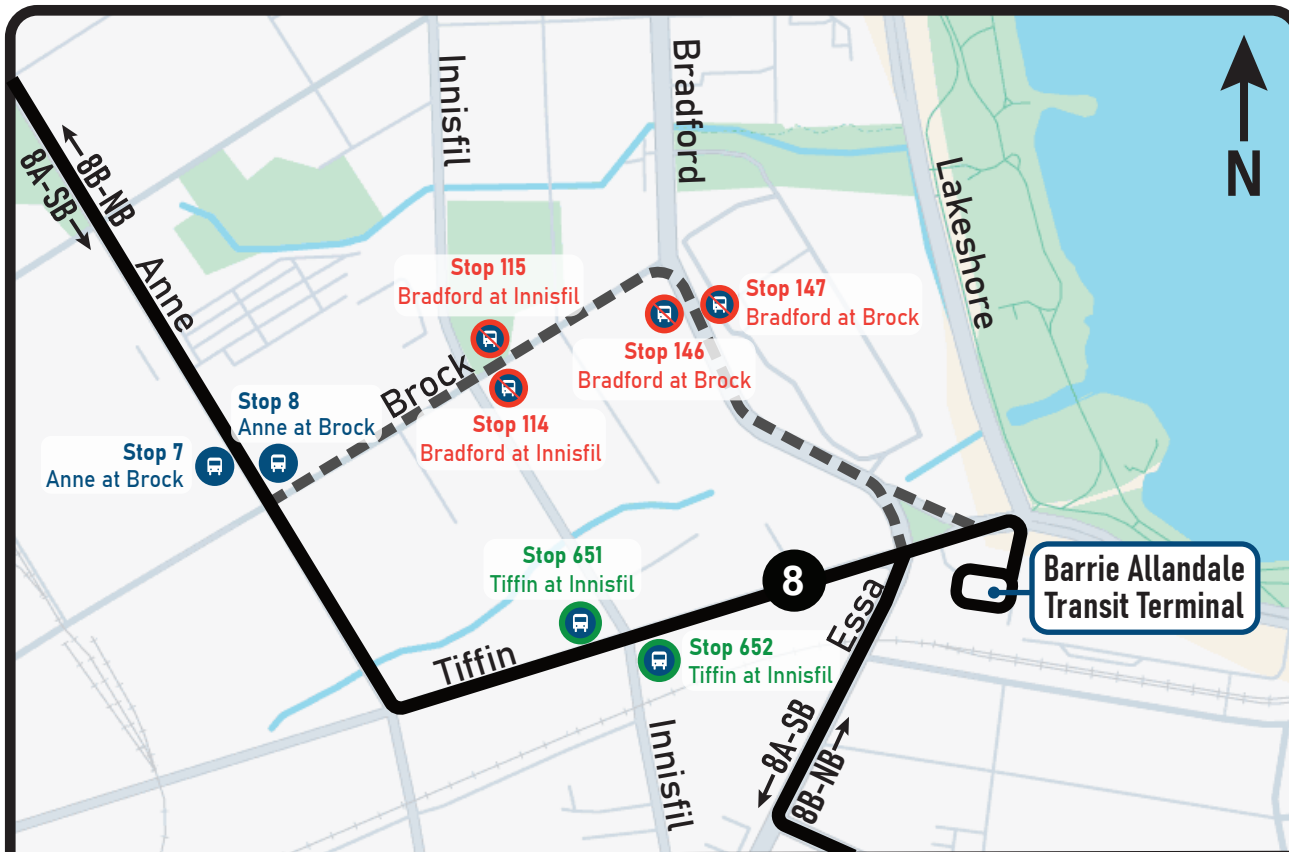 Innisfil
Bradford
Lakeshore
N
8B-NB
8A-SB
Anne
Stop 115
Bradford at Innisfil
Stop 147
Bradford at Brock
Stop 146
Bradford at Brock
Brock
Stop 114
Bradford at Innisfil
Stop 8
Anne at Brock
Stop 7
Anne at Brock
Stop 651
Tiffin at Innisfil
8
Essa
Barrie Allandale
Transit Terminal
Tiffin
Stop 652
Tiffin at Innisfil
Innisfil
8A-SB
8B-NB